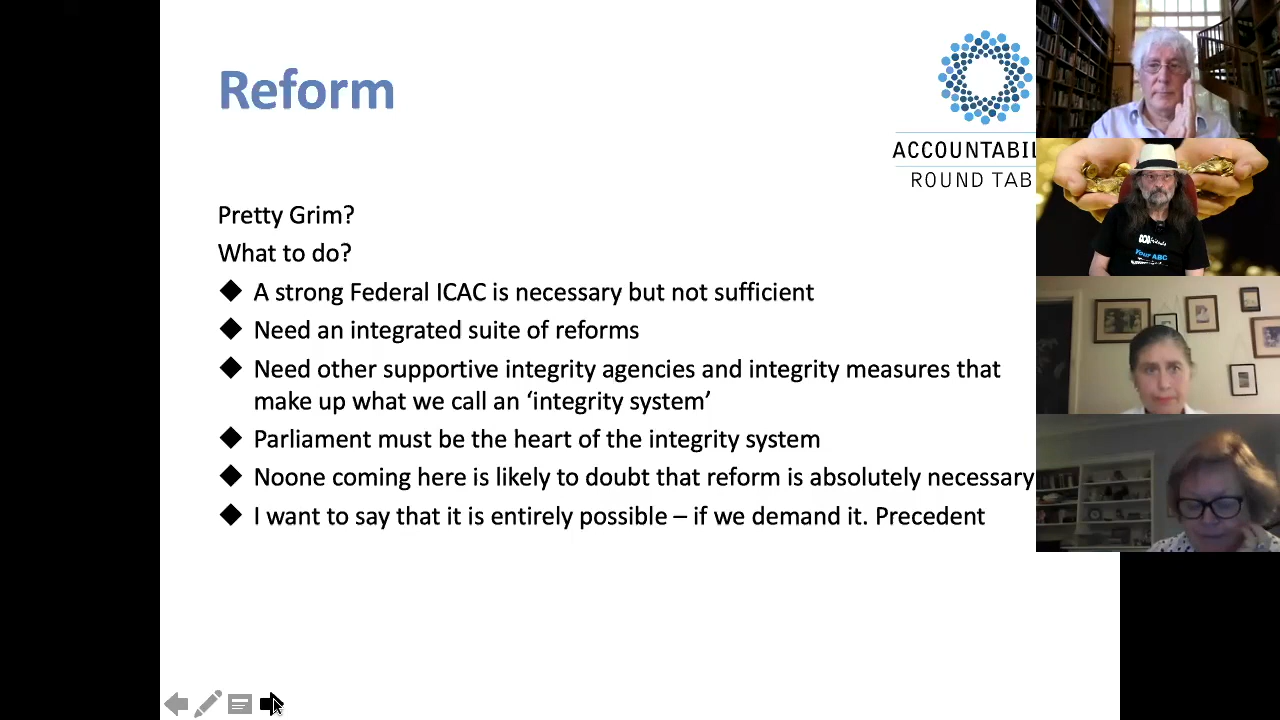 Reform
ACCOUNTABIL
ROUND TAB
Pretty Grim?
What to do?
◆ A strong Federal ICAC is necessary but not sufficient
◆ Need an integrated suite of reforms
◆ Need other supportive integrity agencies and integrity measures that
make up what we call an ‘integrity system’
◆ Parliament must be the heart of the integrity system
◆ Noone coming here is likely to doubt that reform is absolutely necessary
◆ I want to say that it is entirely possible – if we demand it. Precedent
Your ABC